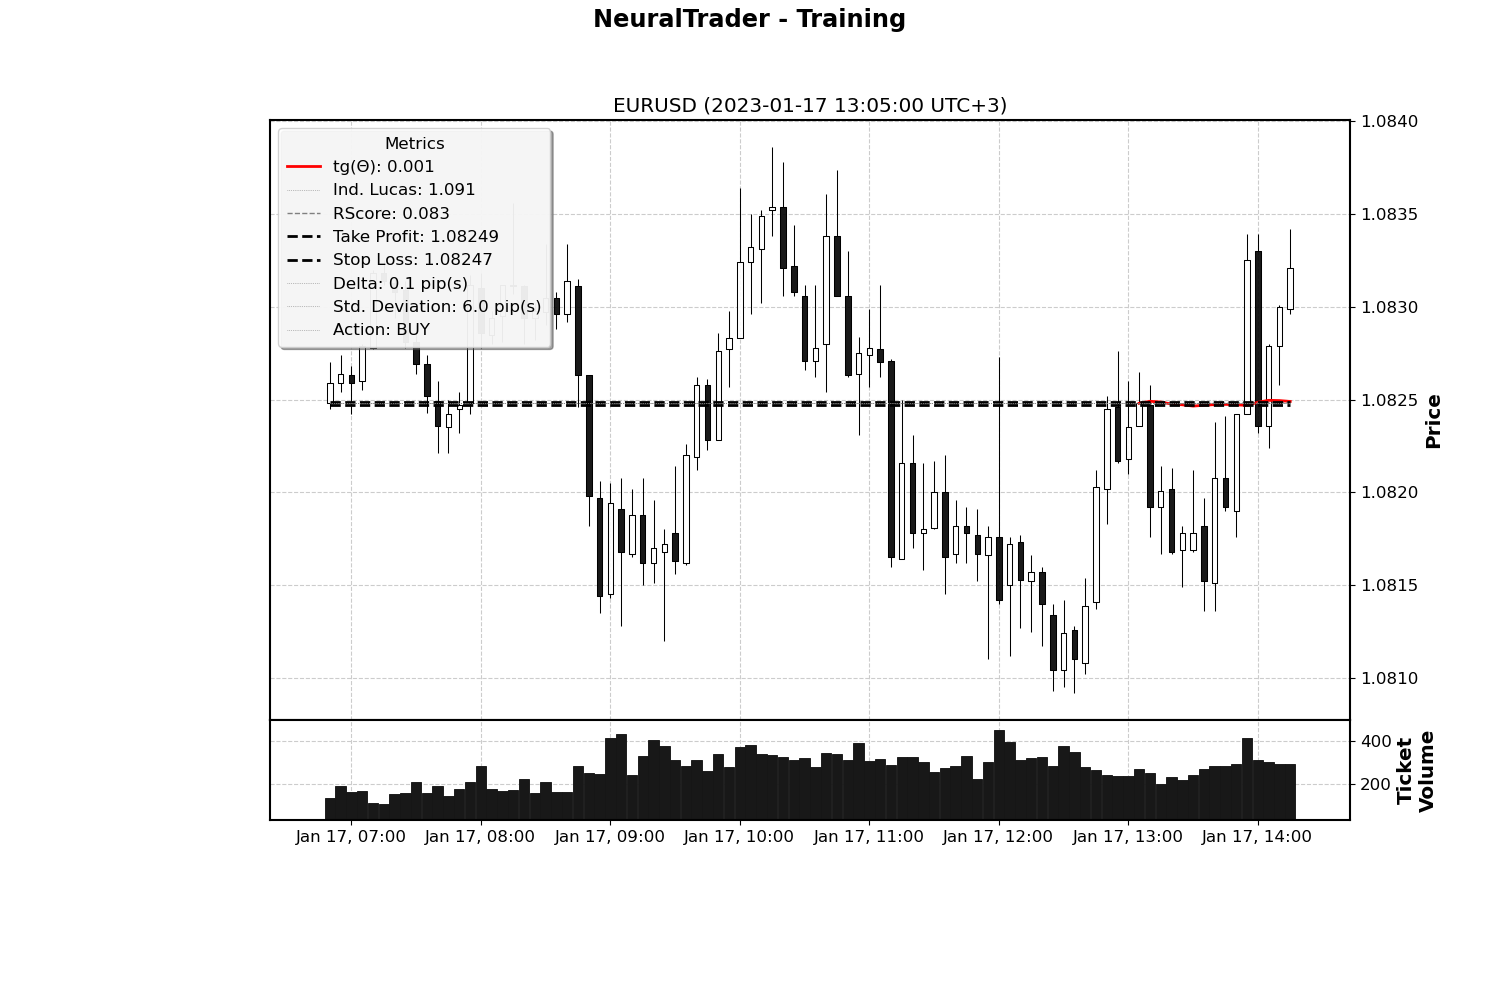 NeuralTrader - Training
EURUSD (2023-01-17 13:05:00 UTC+3)
Metrics
tg(Θ): 0.001
Ind. Lucas: 1.091
RScore: 0.083
Take Profit: 1.08249
Stop Loss: 1.08247
Delta: 0.1 pip(s)
Std. Deviation: 6.0 pip(s)
Action: BUY
1.0840
1.0835
1.0830
1.0825
1.0820
1.0815
1.0810
Price
400
200
Ticket
Volume
Jan 17, 07:00
Jan 17, 08:00
Jan 17, 09:00
Jan 17, 10:00
Jan 17, 11:00
Jan 17, 12:00
Jan 17, 13:00
Jan 17, 14:00